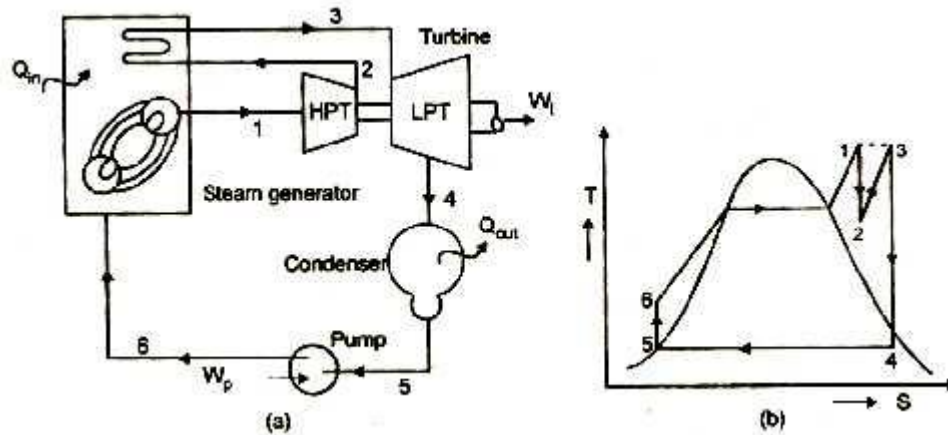 3
Turbine
Q_in
2
HPT
LPT
W_t
1
Steam generator
4
Q_out
Condenser
Pump
6
W_p
5
(a)
T
1
3
2
6
5
4
S
(b)